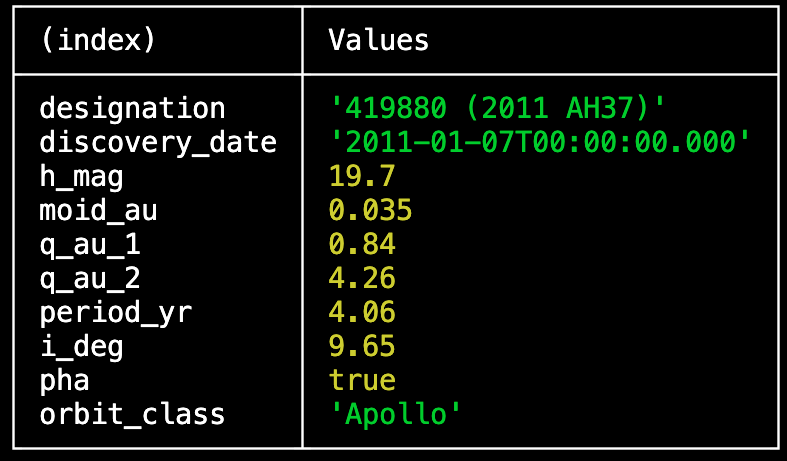 (index) Values
designation '419880 (2011 AH37)'
discovery_date '2011-01-07T00:00:00.000'
h_mag 19.7
moid_au 0.035
q_au_1 0.84
q_au_2 4.26
period_yr 4.06
i_deg 9.65
pha true
orbit_class 'Apollo'